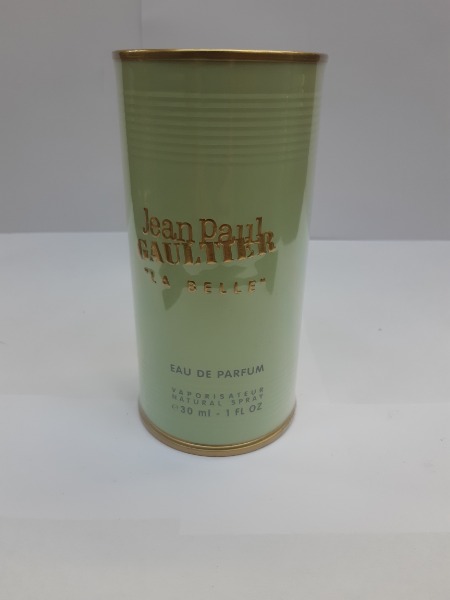 Jean Paul
GAULTIER
"LA BELLE"
EAU DE PARFUM
VAPORISATEUR
NATURAL SPRAY
℮30 ml - 1 FL OZ